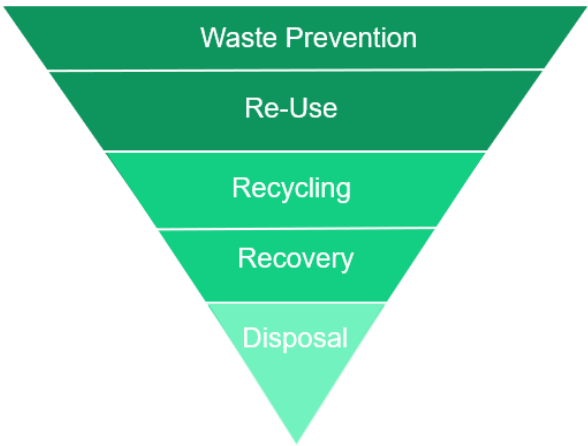 Waste Prevention
Re-Use
Recycling
Recovery
Disposal